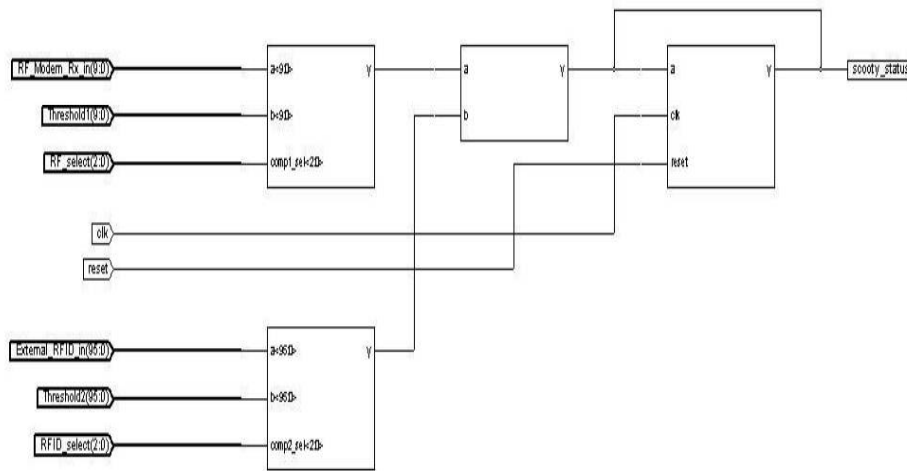 RF_Modem_Rx_in(9:0)
Threshold1(9:0)
RF_select(2:0)
a<9:0>
b<9:0>
comp1_sel<2:0>
y
a
b
y
a
clk
reset
y
scooty_status
clk
reset
External_RFID_in(95:0)
Threshold2(95:0)
RFID_select(2:0)
a<95:0>
b<95:0>
comp2_sel<2:0>
y